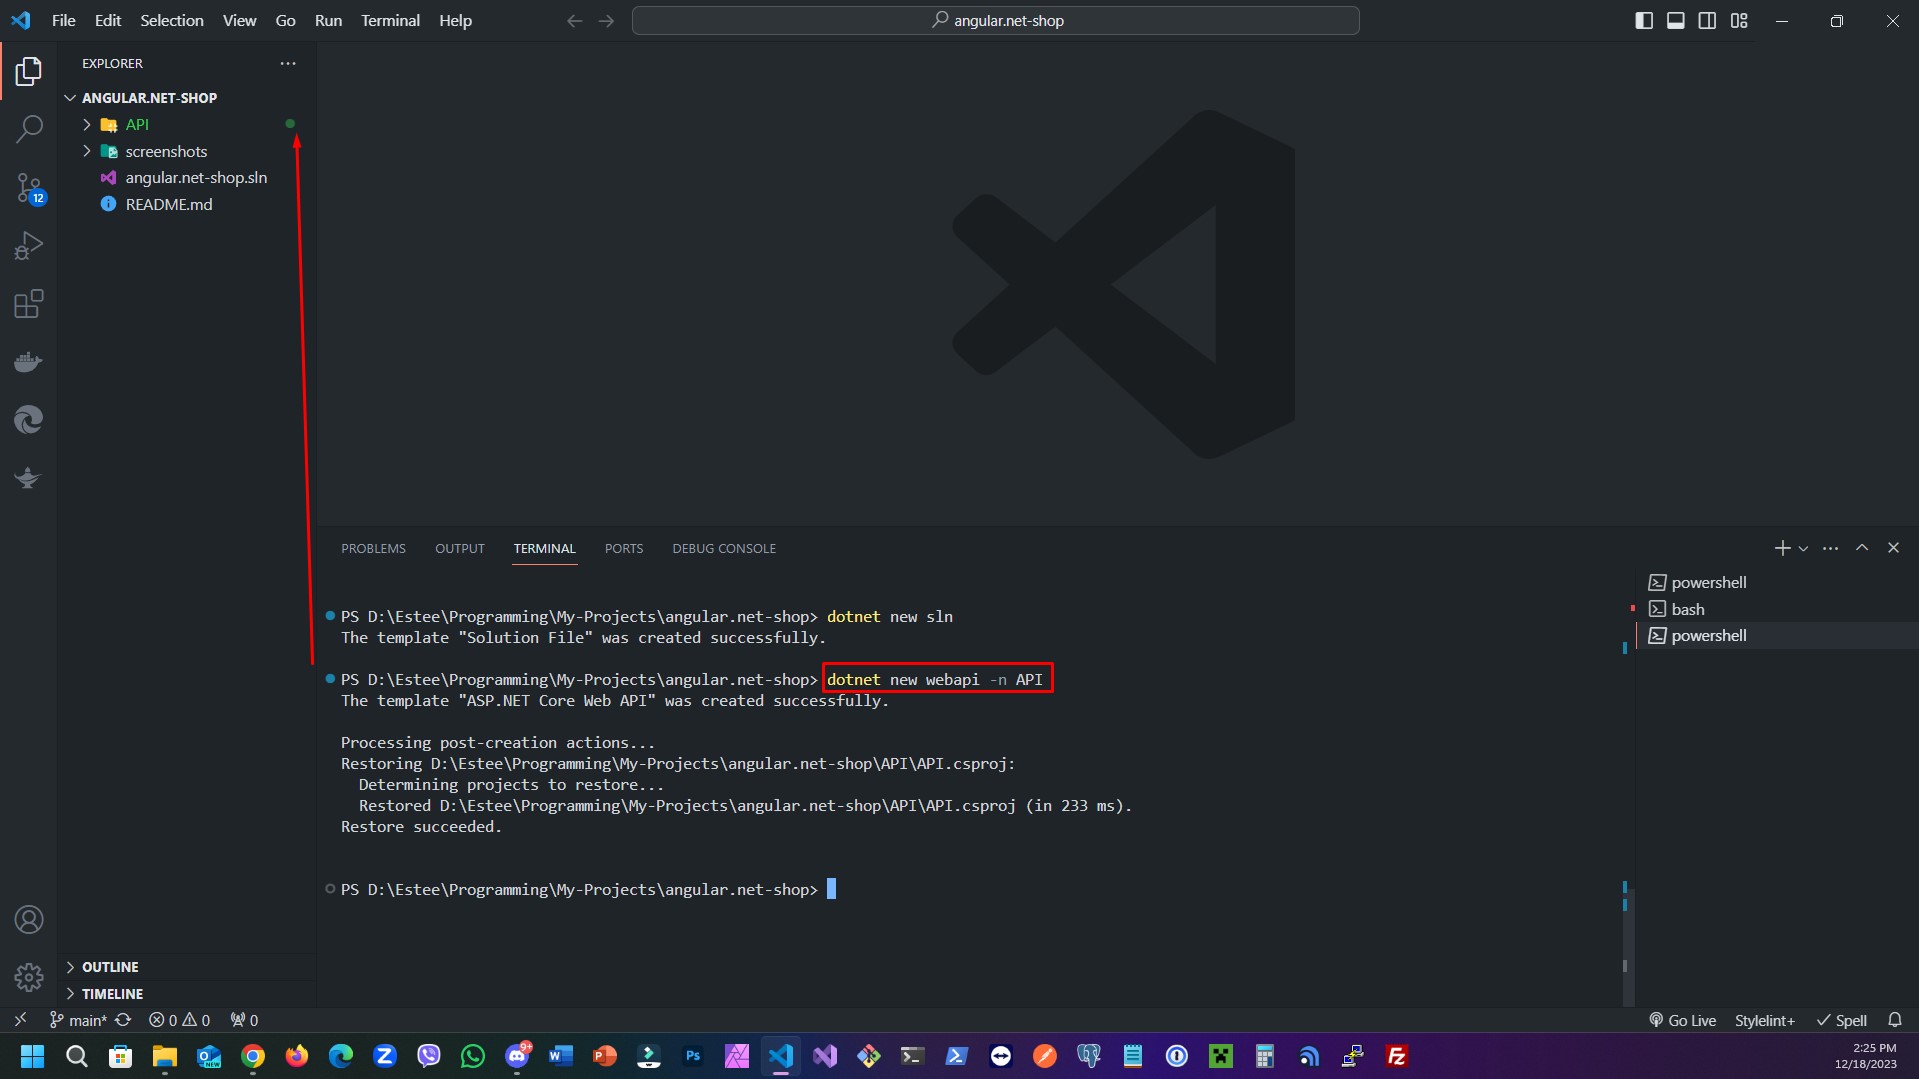 File Edit Selection View Go Run Terminal Help
angular.net-shop
EXPLORER
ANGULAR.NET-SHOP
API
screenshots
angular.net-shop.sln
README.md
12
PROBLEMS OUTPUT TERMINAL PORTS DEBUG CONSOLE
powershell
bash
powershell
PS D:\Estee\Programming\My-Projects\angular.net-shop> dotnet new sln
The template "Solution File" was created successfully.
PS D:\Estee\Programming\My-Projects\angular.net-shop> dotnet new webapi -n API
The template "ASP.NET Core Web API" was created successfully.
Processing post-creation actions...
Restoring D:\Estee\Programming\My-Projects\angular.net-shop\API\API.csproj:
Determining projects to restore...
Restored D:\Estee\Programming\My-Projects\angular.net-shop\API\API.csproj (in 233 ms).
Restore succeeded.
PS D:\Estee\Programming\My-Projects\angular.net-shop>
OUTLINE
TIMELINE
main* 0 0 0
Go Live Stylelint+ Spell
NEW
9+
W
P
Ps
Fz
2:25 PM
12/18/2023